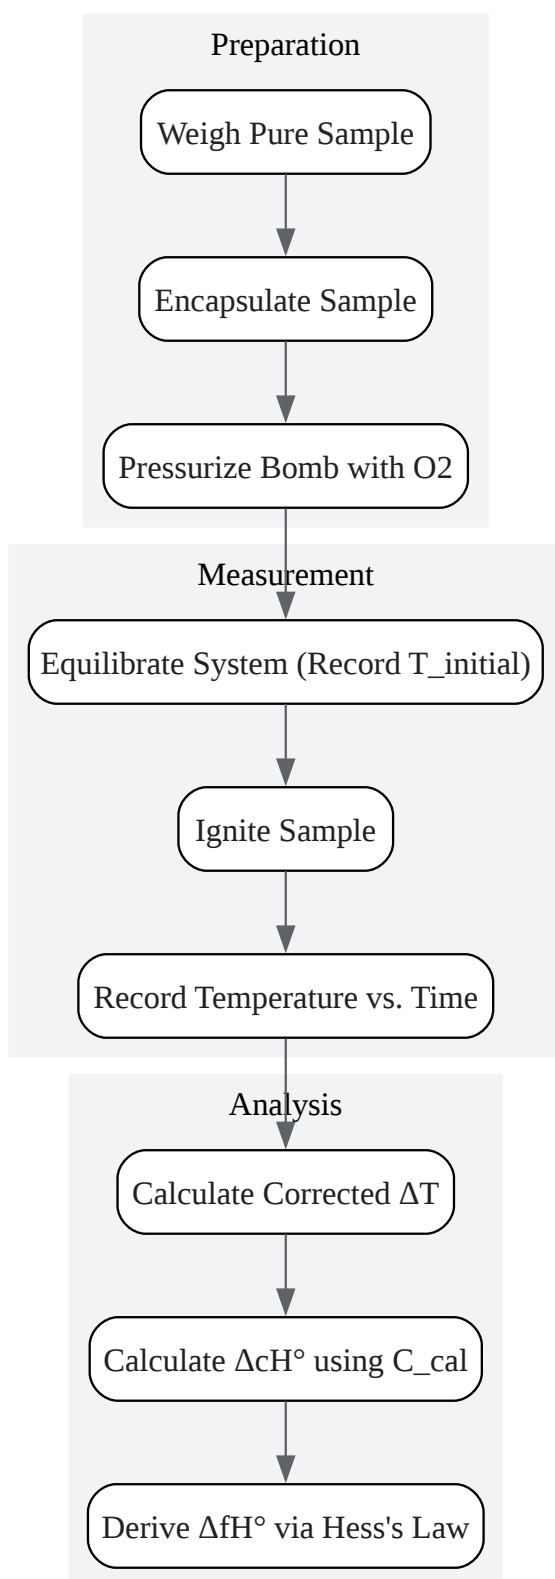 Preparation
Weigh Pure Sample
Encapsulate Sample
Pressurize Bomb with O2
Measurement
Equilibrate System (Record T_initial)
Ignite Sample
Record Temperature vs. Time
Analysis
Calculate Corrected ΔT
Calculate ΔcH° using C_cal
Derive ΔfH° via Hess's Law